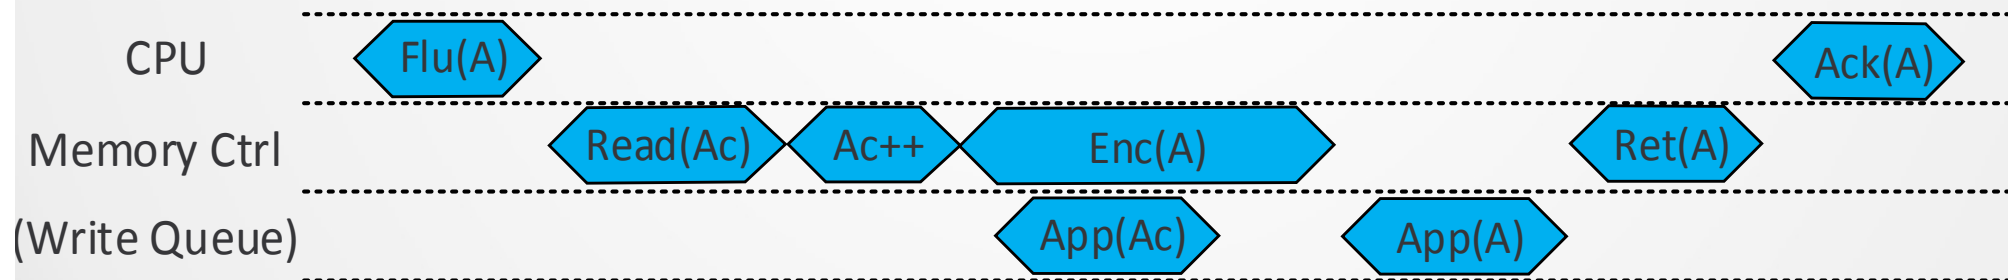 CPU Flu(A) Ack(A)
Memory Ctrl Read(Ac) Ac++ Enc(A) Ret(A)
(Write Queue) App(Ac) App(A)